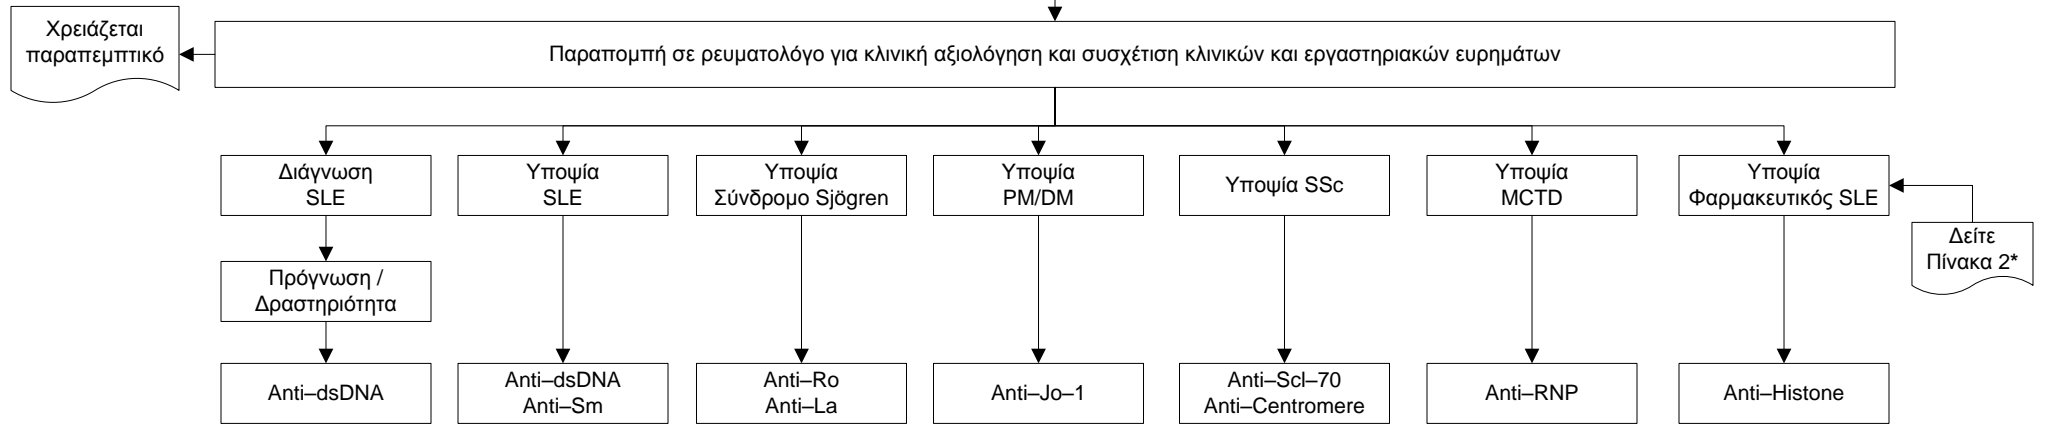 Χρειάζεται
παραπεμπτικό
Παραπομπή σε ρευματολόγο για κλινική αξιολόγηση και συσχέτιση κλινικών και εργαστηριακών ευρημάτων
Διάγνωση
SLE
Υποψία
SLE
Υποψία
Σύνδρομο Sjögren
Υποψία
PM/DM
Υποψία SSc
Υποψία
MCTD
Υποψία
Φαρμακευτικός SLE
Δείτε
Πίνακα 2*
Πρόγνωση /
Δραστηριότητα
Anti–dsDNA
Anti–dsDNA
Anti–Sm
Anti–Ro
Anti–La
Anti–Jo–1
Anti–Scl–70
Anti–Centromere
Anti–RNP
Anti–Histone